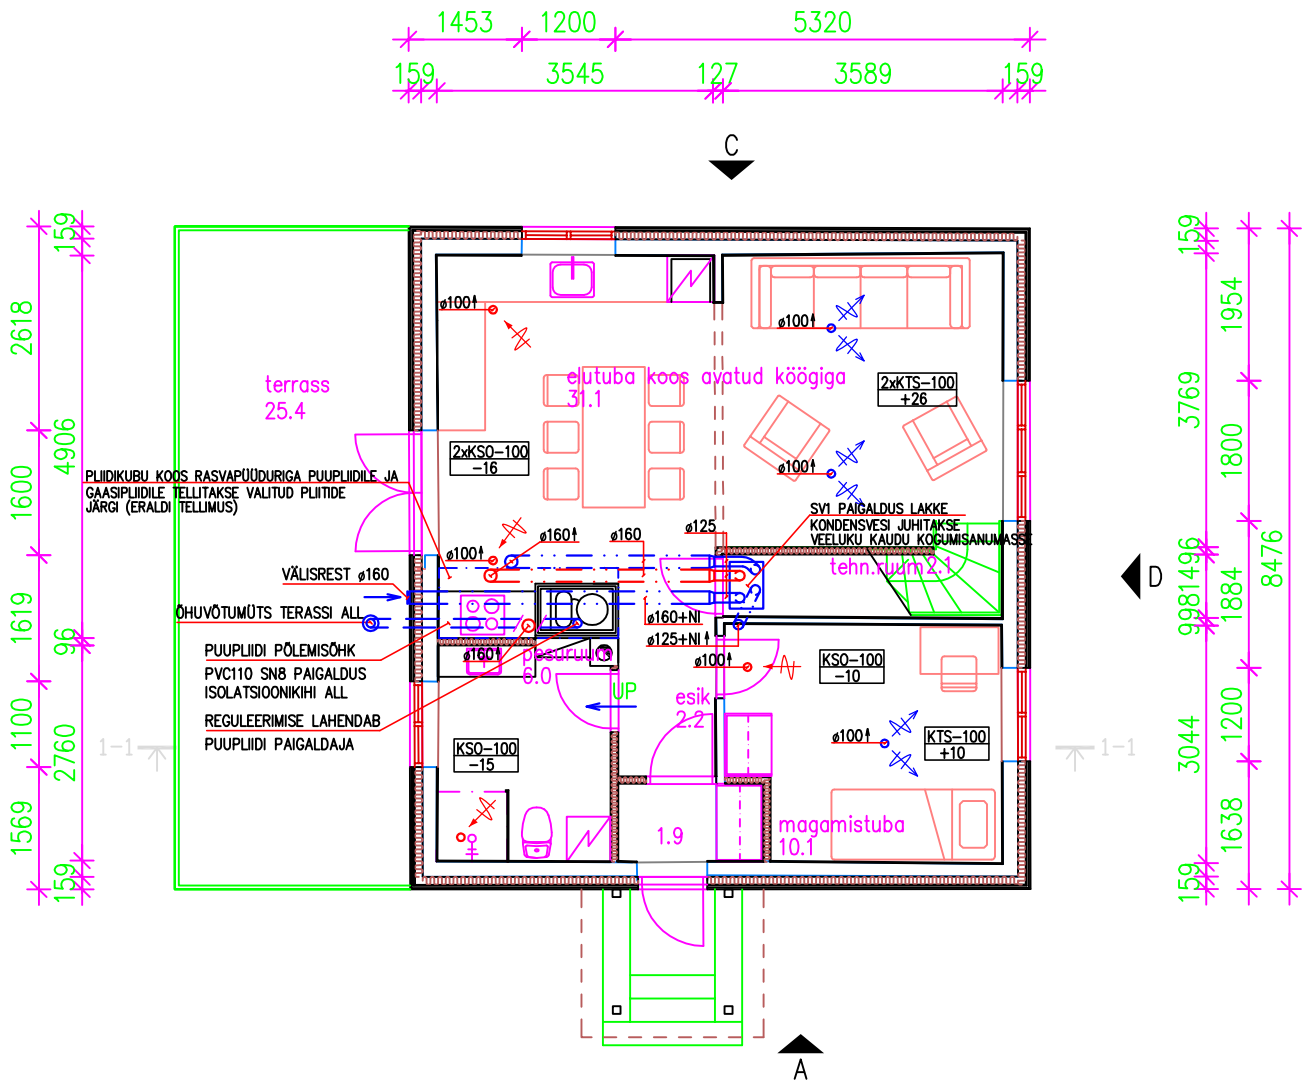 1453
1200
5320
159
3545
127
3589
159
C
159
2618
4906
1600
1619
96
1100
2760
1569
159
159
1954
3769
1800
8476
496
1884
98
1
1200
3044
1638
159
D
ø100
ø100
terrass
25.4
elutuba koos avatud köögiga
31.1
2xKTS-100
+26
2xKSO-100
-16
ø100
PLIIDIKUBU KOOS RASVAPÜÜDURIGA PUUPLIIDILE JA
GAASIPLIIDILE TELLITAKSE VALITUD PLIITIDE
JÄRGI (ERALDI TELLIMUS)
SV1 PAIGALDUS LAKKE
KONDENSVESI JUHITAKSE
VEELUKU KAUDU KOGUMISANUMASSE
ø160
ø160
ø125
ø100
tehn.ruum 2.1
VÄLISREST ø160
ÕHUVÕTUMÜTS TERASSI ALL
ø160+NI
ø125+NI
PUUPLIIDI PÕLEMISÕHK
PVC110 SN8 PAIGALDUS
ISOLATSIOONIKIHI ALL
ø160
pesuruum
6.0
ø100
KSO-100
-10
UP
esik
2.2
REGULEERIMISE LAHENDAB
PUUPLIIDI PAIGALDAJA
KSO-100
-15
ø100
KTS-100
+10
1-1
1-1
1.9
magamistuba
10.1
A